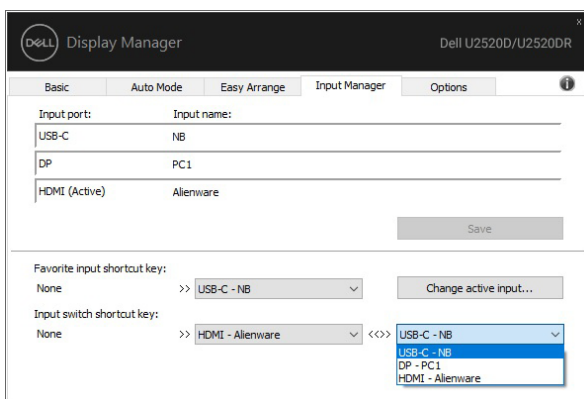 DELL Display Manager Dell U2520D/U2520DR x
Basic Auto Mode Easy Arrange Input Manager Options i
Input port: Input name:
USB-C NB
DP PC1
HDMI (Active) Alienware
Save
Favorite input shortcut key:
None >> USB-C - NB Change active input...
Input switch shortcut key:
None >> HDMI - Alienware <<>> USB-C - NB
USB-C - NB
DP - PC1
HDMI - Alienware